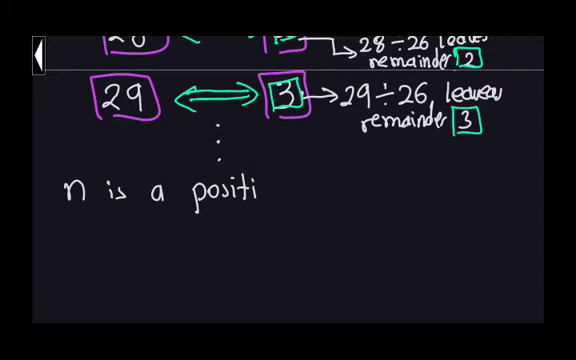 28 ÷ 26, leaves
remainder 2
29 ⟺ 3 → 29 ÷ 26, leaves
remainder 3
n is a positi